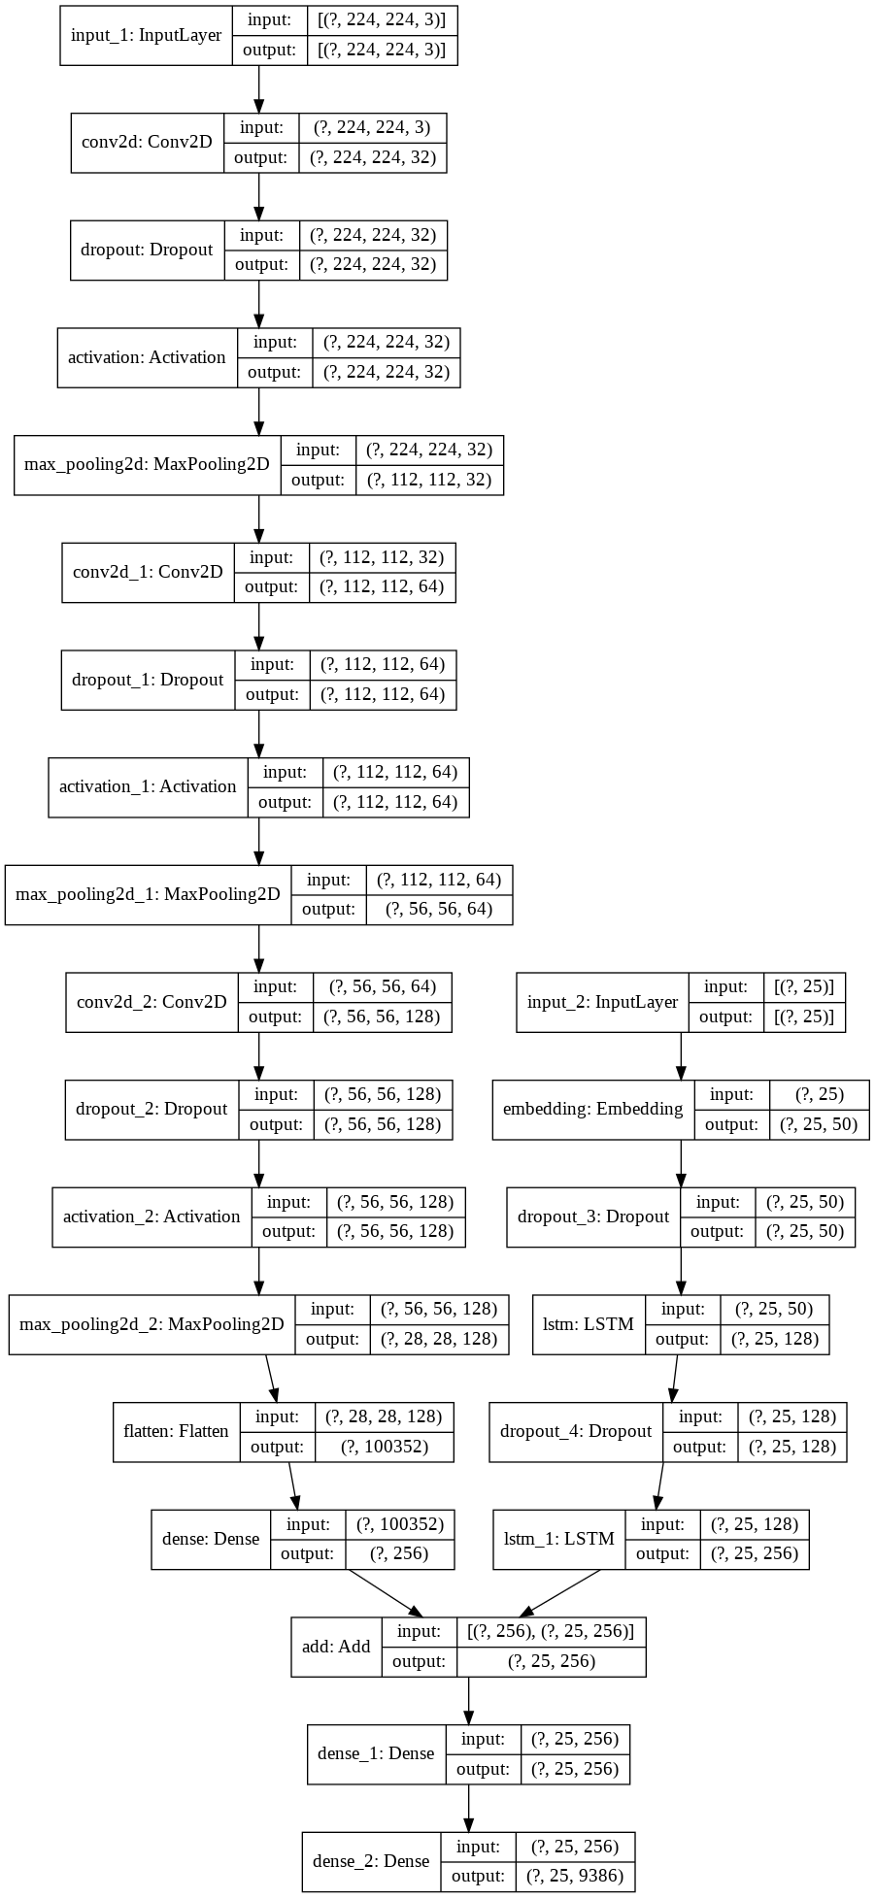 input_1: InputLayer
input: [(?, 224, 224, 3)]
output: [(?, 224, 224, 3)]
conv2d: Conv2D
input: (?, 224, 224, 3)
output: (?, 224, 224, 32)
dropout: Dropout
input: (?, 224, 224, 32)
output: (?, 224, 224, 32)
activation: Activation
input: (?, 224, 224, 32)
output: (?, 224, 224, 32)
max_pooling2d: MaxPooling2D
input: (?, 224, 224, 32)
output: (?, 112, 112, 32)
conv2d_1: Conv2D
input: (?, 112, 112, 32)
output: (?, 112, 112, 64)
dropout_1: Dropout
input: (?, 112, 112, 64)
output: (?, 112, 112, 64)
activation_1: Activation
input: (?, 112, 112, 64)
output: (?, 112, 112, 64)
max_pooling2d_1: MaxPooling2D
input: (?, 112, 112, 64)
output: (?, 56, 56, 64)
conv2d_2: Conv2D
input: (?, 56, 56, 64)
output: (?, 56, 56, 128)
dropout_2: Dropout
input: (?, 56, 56, 128)
output: (?, 56, 56, 128)
activation_2: Activation
input: (?, 56, 56, 128)
output: (?, 56, 56, 128)
max_pooling2d_2: MaxPooling2D
input: (?, 56, 56, 128)
output: (?, 28, 28, 128)
flatten: Flatten
input: (?, 28, 28, 128)
output: (?, 100352)
dense: Dense
input: (?, 100352)
output: (?, 256)
input_2: InputLayer
input: [(?, 25)]
output: [(?, 25)]
embedding: Embedding
input: (?, 25)
output: (?, 25, 50)
dropout_3: Dropout
input: (?, 25, 50)
output: (?, 25, 50)
lstm: LSTM
input: (?, 25, 50)
output: (?, 25, 128)
dropout_4: Dropout
input: (?, 25, 128)
output: (?, 25, 128)
lstm_1: LSTM
input: (?, 25, 128)
output: (?, 25, 256)
add: Add
input: [(?, 256), (?, 25, 256)]
output: (?, 25, 256)
dense_1: Dense
input: (?, 25, 256)
output: (?, 25, 256)
dense_2: Dense
input: (?, 25, 256)
output: (?, 25, 9386)